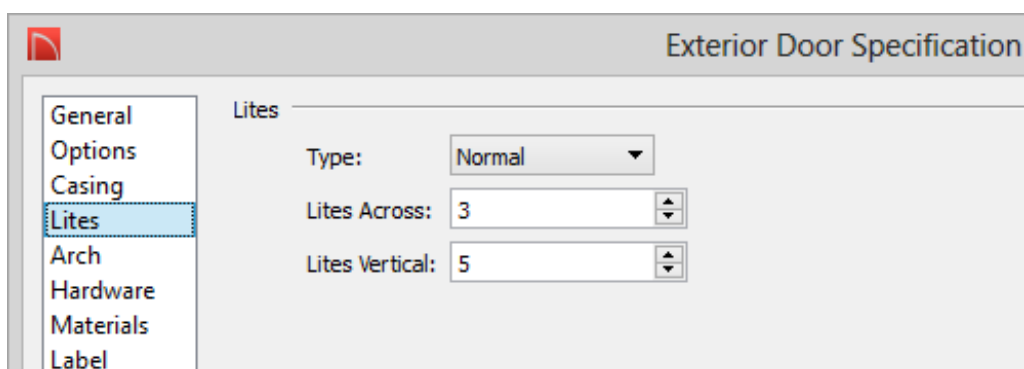 Exterior Door Specification
General
Options
Casing
Lites
Arch
Hardware
Materials
Label
Lites
Type: Normal
Lites Across: 3
Lites Vertical: 5